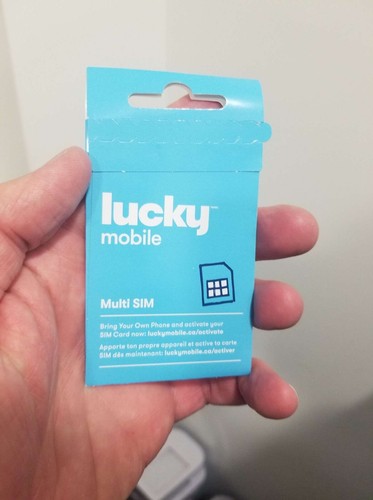 lucky™
mobile
Multi SIM
Bring Your Own Phone and activate your
SIM Card now: luckymobile.ca/activate
Apporte ton propre appareil et active ta carte
SIM dès maintenant: luckymobile.ca/activer